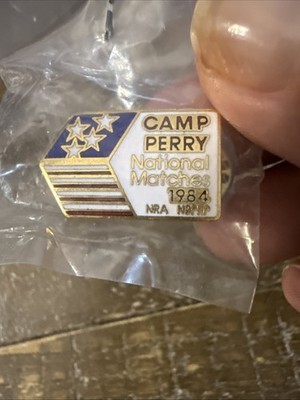 CAMP
PERRY
National
Matches
1984
NRA NBPRP